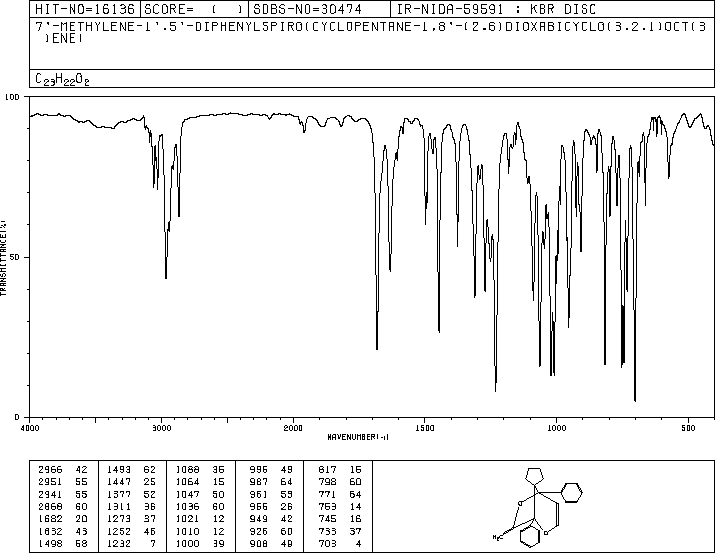 HIT-NO=16136 SCORE= ( ) SDBS-NO=30474 IR-NIDA-59591 : KBR DISC
7'-METHYLENE-1',5'-DIPHENYLSPIRO(CYCLOPENTANE-1,8'-(2,6)DIOXABICYCLO(3.2.1)OCT(3
)ENE)
C23H22O2
100
50
0
TRANSMITTANCE(%)
4000 3000 2000 1500 1000 500
WAVENUMBER(-1)
2966 42 1493 62 1088 35 996 49 817 15
2951 55 1447 25 1064 15 987 64 798 60
2941 55 1377 52 1047 50 961 59 771 64
2868 60 1311 36 1036 60 956 26 753 14
1682 20 1273 37 1021 12 949 42 745 16
1632 43 1252 46 1010 12 926 60 733 37
1498 68 1232 7 1000 39 908 49 703 4
O
O
H2C